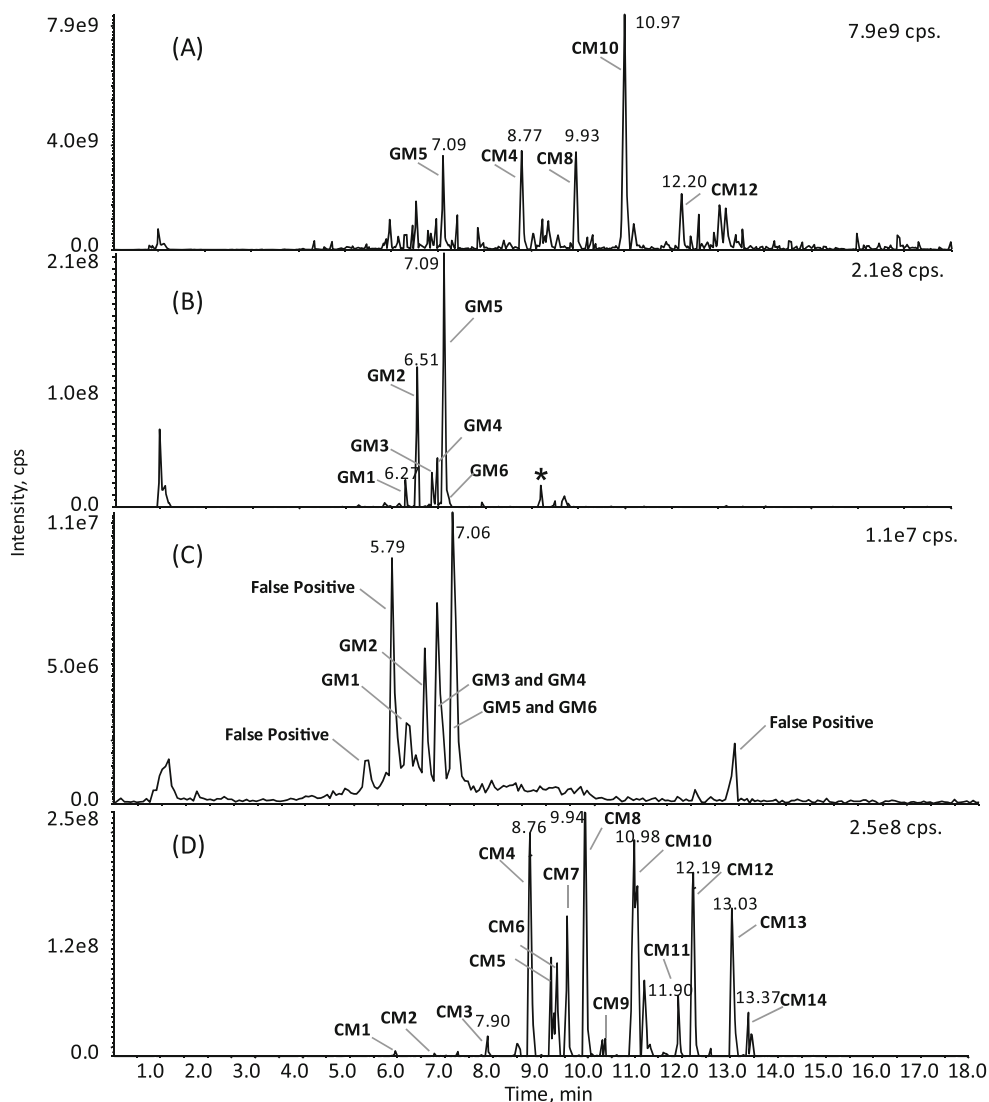 7.9e9
(A)
10.97
7.9e9 cps.
CM10
4.0e9
GM5
7.09
8.77
CM4
9.93
CM8
12.20
CM12
0.0
2.1e8
(B)
7.09
2.1e8 cps.
GM5
6.51
GM2
1.0e8
GM4
GM3
GM1
6.27
GM6
*
0.0
Intensity, cps
1.1e7
(C)
5.79
7.06
1.1e7 cps.
False Positive
GM2
5.0e6
GM1
GM3 and GM4
GM5 and GM6
False Positive
False Positive
0.0
2.5e8
(D)
8.76
9.94
CM8
2.5e8 cps.
CM4
10.98
CM10
CM7
12.19
CM12
13.03
CM13
CM6
1.2e8
CM5
CM11
11.90
CM9
13.37
CM14
CM3
7.90
CM2
CM1
0.0
1.0 2.0 3.0 4.0 5.0 6.0 7.0 8.0 9.0 10.0 11.0 12.0 13.0 14.0 15.0 16.0 17.0 18.0
Time, min